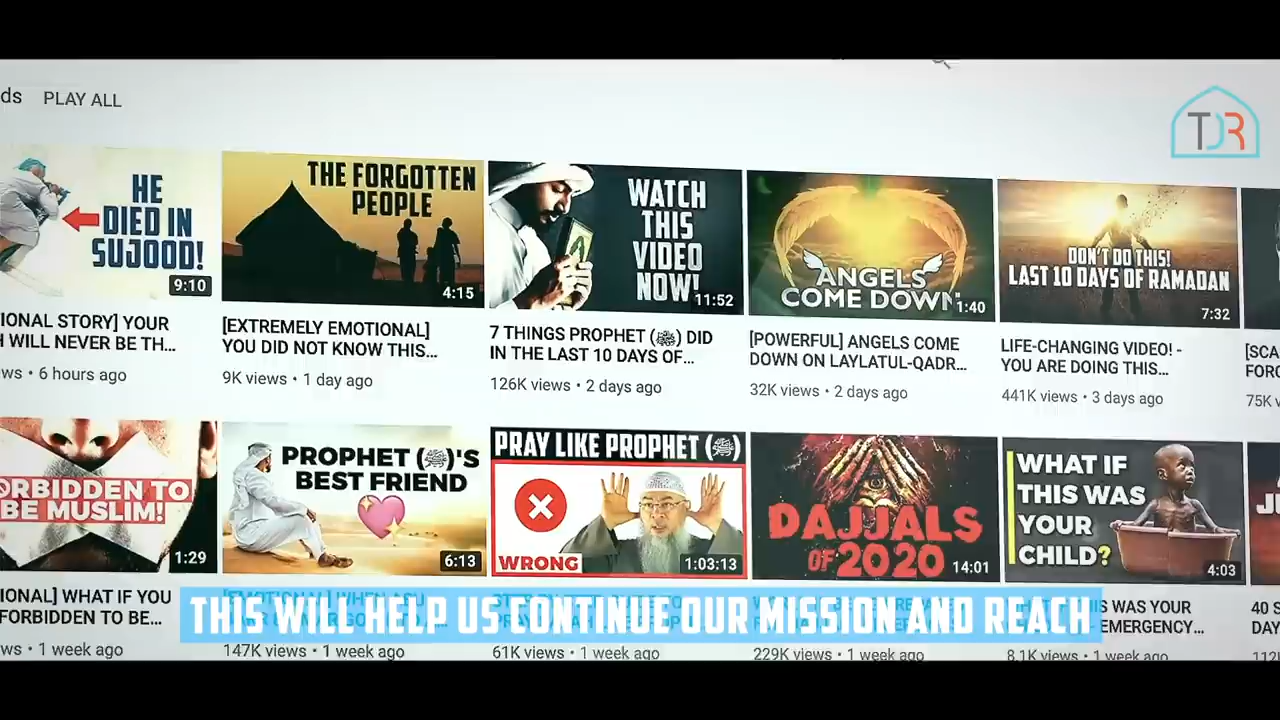 ds PLAY ALL
TDR
HE
DIED IN
SUJOOD!
9:10
THE FORGOTTEN
PEOPLE
4:15
WATCH
THIS
VIDEO
NOW!
11:52
ANGELS
COME DOWN
1:40
DON'T DO THIS!
LAST 10 DAYS OF RAMADAN
7:32
IONAL STORY] YOUR
H WILL NEVER BE TH...
ws • 6 hours ago
[EXTREMELY EMOTIONAL]
YOU DID NOT KNOW THIS...
9K views • 1 day ago
7 THINGS PROPHET (ﷺ) DID
IN THE LAST 10 DAYS OF...
126K views • 2 days ago
[POWERFUL] ANGELS COME
DOWN ON LAYLATUL-QADR...
32K views • 2 days ago
LIFE-CHANGING VIDEO! -
YOU ARE DOING THIS...
441K views • 3 days ago
[SCA
FORG
75K v
ORBIDDEN TO
BE MUSLIM!
1:29
PROPHET (ﷺ)'S
BEST FRIEND
6:13
PRAY LIKE PROPHET (ﷺ)
WRONG
1:03:13
DAJJALS
OF 2020
14:01
WHAT IF
THIS WAS
YOUR
CHILD?
4:03
IONAL] WHAT IF YOU
FORBIDDEN TO BE...
ws • 1 week ago
147K views • 1 week ago
61K views • 1 week ago
229K views • 1 week ago
IS WAS YOUR
EMERGENCY...
8.1K views • 1 week ago
40 S
DAY
112
THIS WILL HELP US CONTINUE OUR MISSION AND REACH